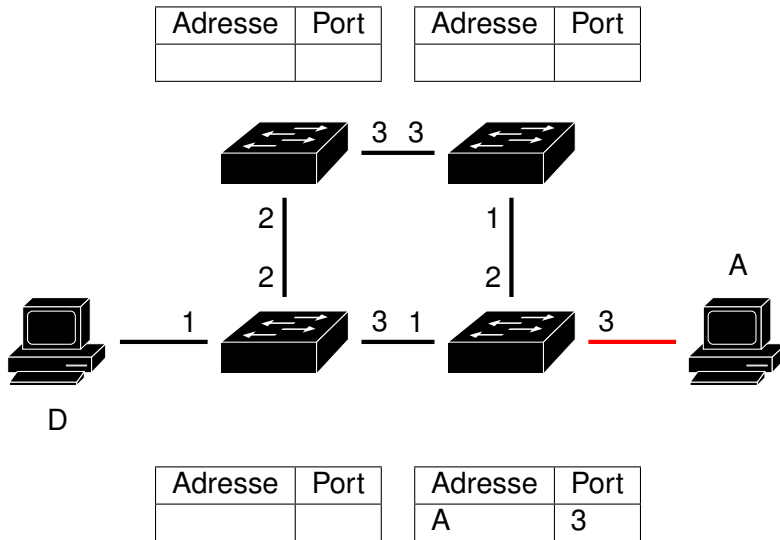 Adresse Port Adresse Port
3 3
2 1
A
2 2
1 3 1 3
D
Adresse Port Adresse Port
A 3